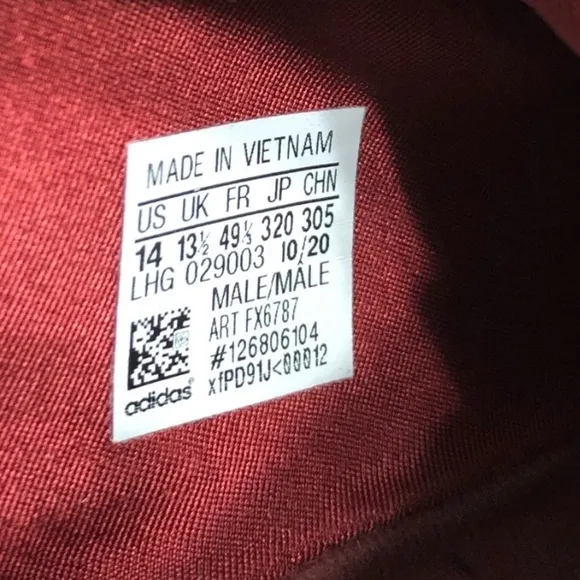 MADE IN VIETNAM
US UK FR JP CHN
14 13½ 49⅓ 320 305
LHG 029003 10/20
MALE/MÂLE
ART FX6787
#126806104
xfPD91J<00012
adidas